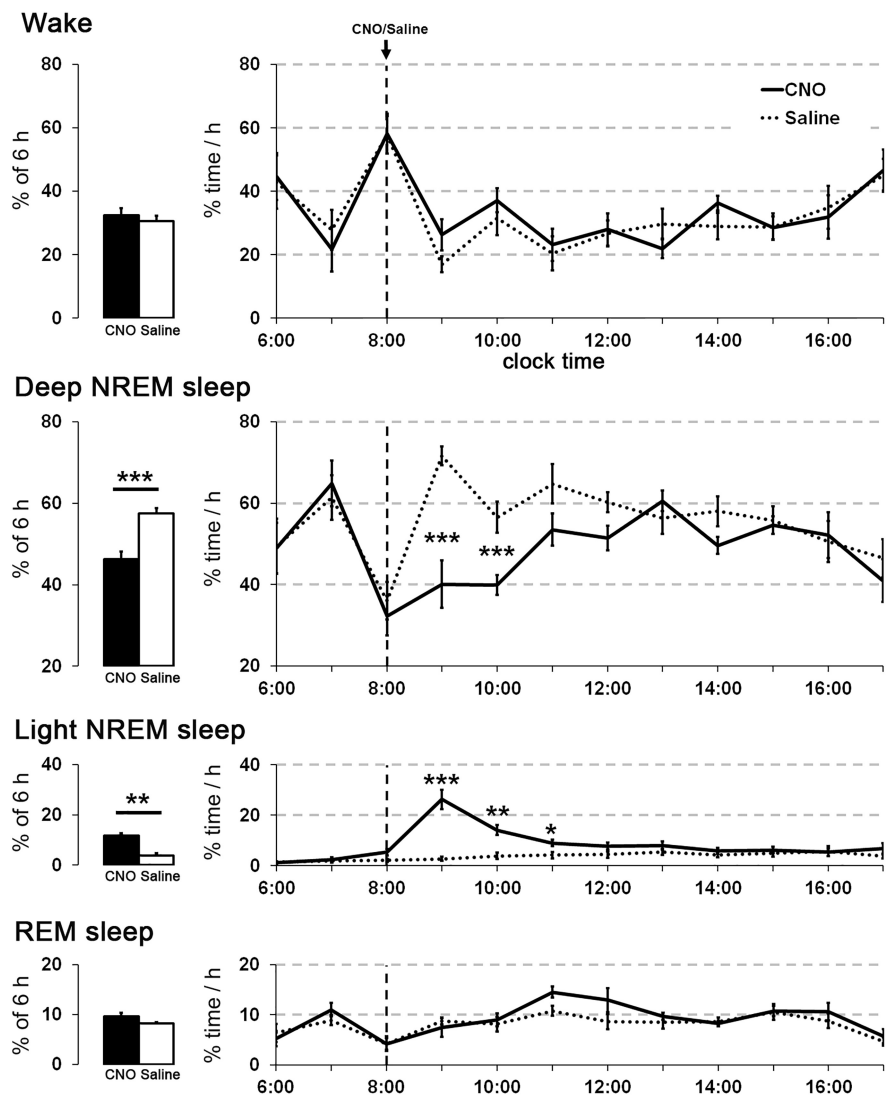 Wake
CNO/Saline
% of 6 h
80
60
40
20
0
CNO Saline
% time / h
80
60
40
20
0
CNO
Saline
6:00 8:00 10:00 12:00 14:00 16:00
clock time
Deep NREM sleep
% of 6 h
80
60
40
20
***
CNO Saline
% time / h
80
60
40
20
***
***
6:00 8:00 10:00 12:00 14:00 16:00
Light NREM sleep
% of 6 h
40
20
0
**
CNO Saline
% time / h
40
20
0
***
**
*
6:00 8:00 10:00 12:00 14:00 16:00
REM sleep
% of 6 h
20
10
0
CNO Saline
% time / h
20
10
0
6:00 8:00 10:00 12:00 14:00 16:00